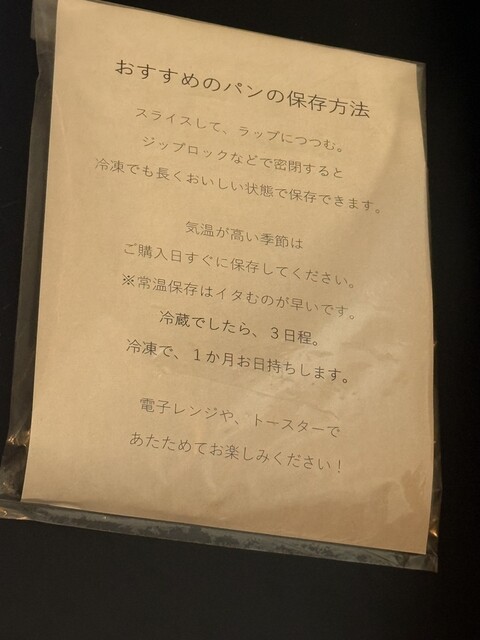 おすすめのパンの保存方法
スライスして、ラップにつつむ。
ジップロックなどで密閉すると
冷凍でも長くおいしい状態で保存できます。
気温が高い季節は
ご購入日すぐに保存してください。
※常温保存はイタむのが早いです。
冷蔵でしたら、３日程。
冷凍で、１か月お日持ちします。
電子レンジや、トースターで
あたためてお楽しみください！